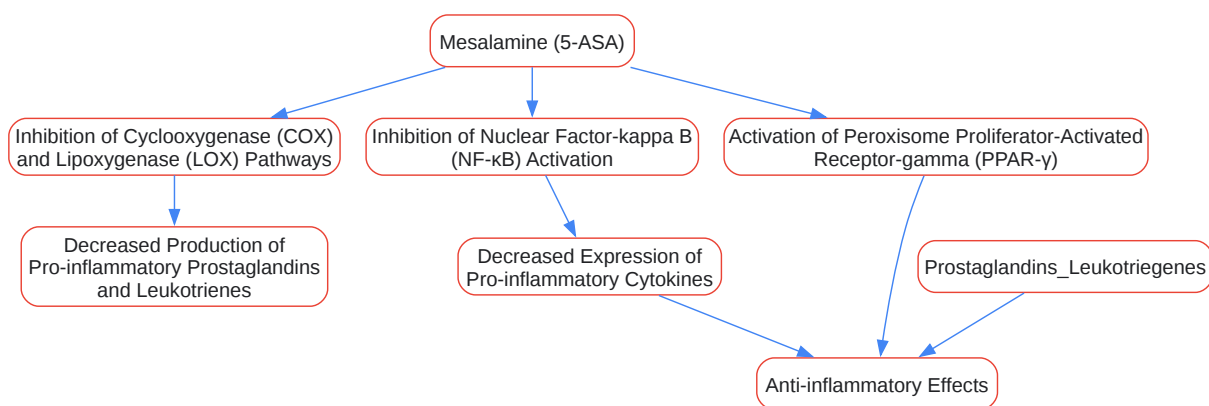 Mesalamine (5-ASA)
Inhibition of Cyclooxygenase (COX)
and Lipoxygenase (LOX) Pathways
Inhibition of Nuclear Factor-kappa B
(NF-κB) Activation
Activation of Peroxisome Proliferator-Activated
Receptor-gamma (PPAR-γ)
Decreased Production of
Pro-inflammatory Prostaglandins
and Leukotrienes
Decreased Expression of
Pro-inflammatory Cytokines
Prostaglandins_Leukotriegenes
Anti-inflammatory Effects